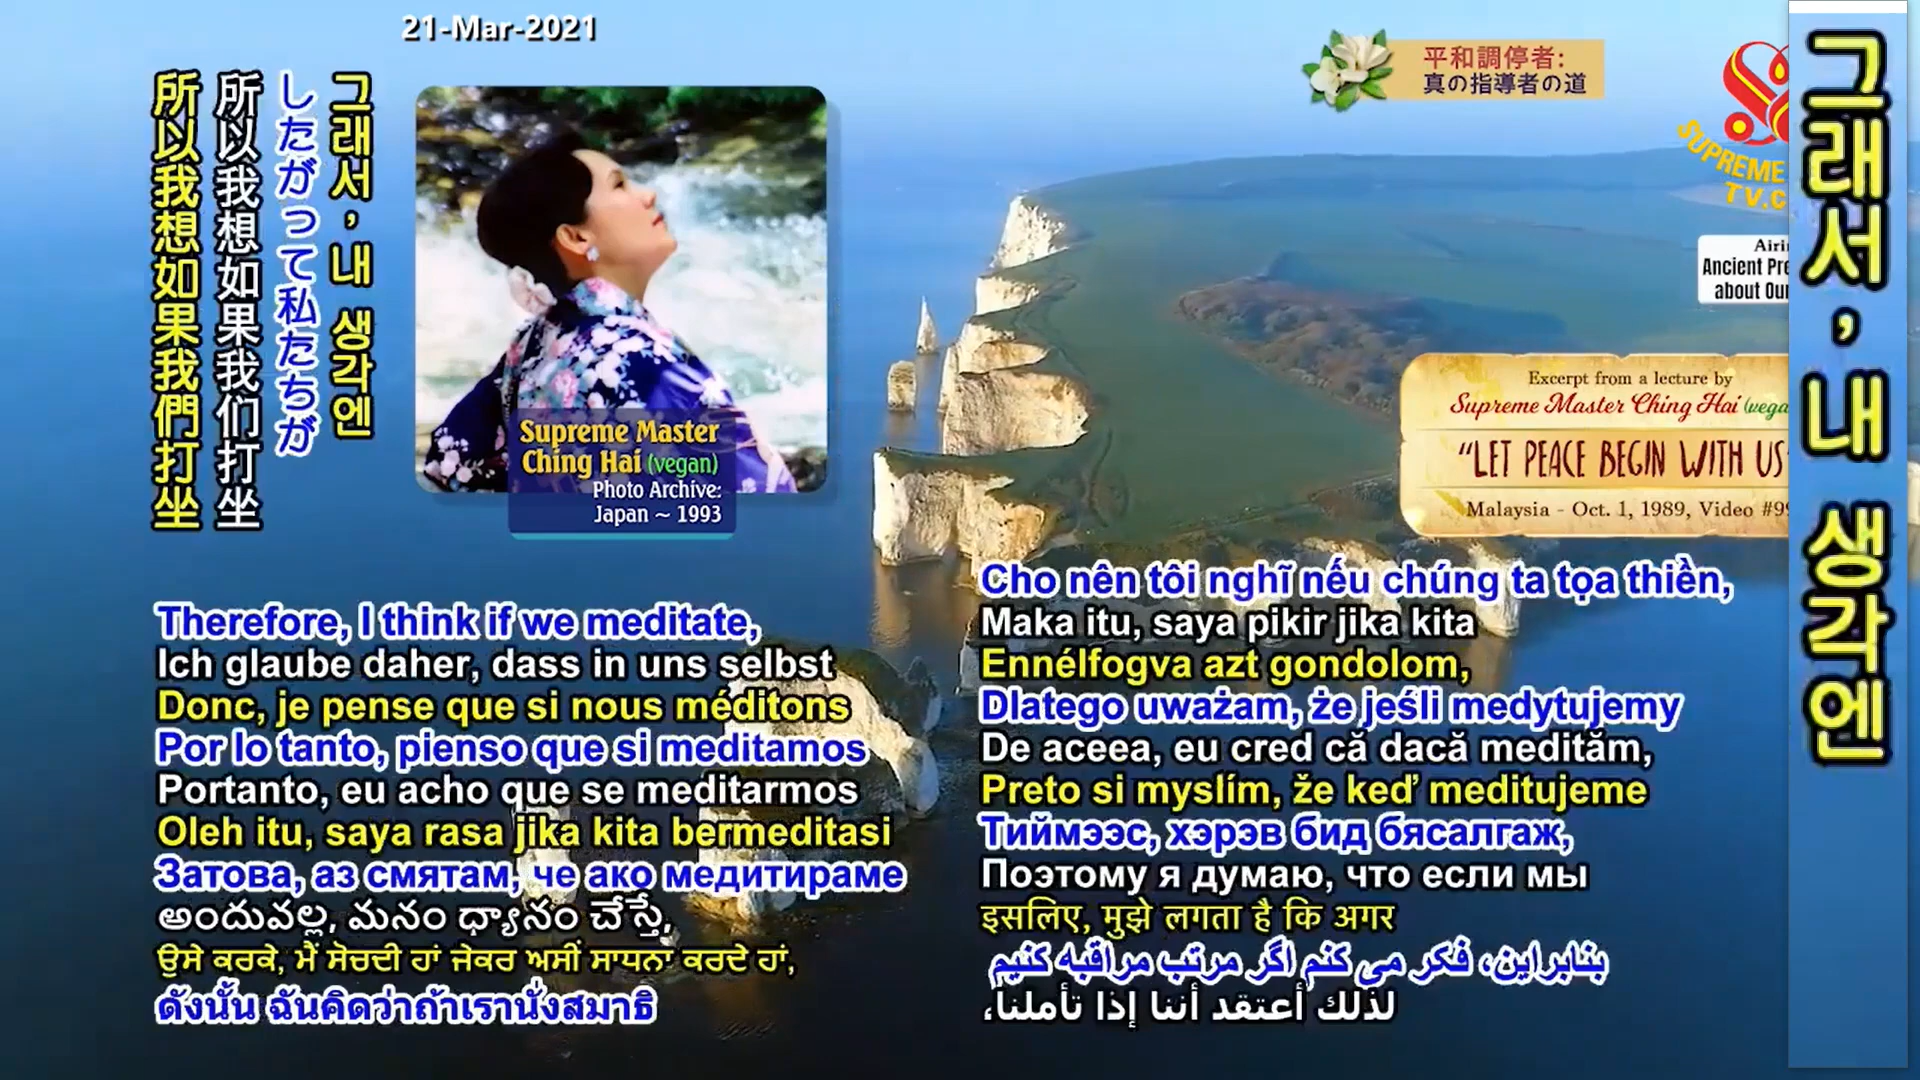 21-Mar-2021
平和調停者:
真の指導者の道
SUPREME
TV.C
그래서, 내 생각엔
したがって私たちが
所以我想如果我们打坐
所以我想如果我們打坐
그래서, 내 생각엔
Airi
Ancient Pre
about Our
Supreme Master
Ching Hai (vegan)
Photo Archive:
Japan ~ 1993
Excerpt from a lecture by
Supreme Master Ching Hai (vega
“LET PEACE BEGIN WITH US”
Malaysia - Oct. 1, 1989, Video #99
Therefore, I think if we meditate,
Ich glaube daher, dass in uns selbst
Donc, je pense que si nous méditons
Por lo tanto, pienso que si meditamos
Portanto, eu acho que se meditarmos
Oleh itu, saya rasa jika kita bermeditasi
Затова, аз смятам, че ако медитираме
అందువల్ల, మనం ధ్యానం చేస్తే,
ਉਸੇ ਕਰਕੇ, ਮੈਂ ਸੋਚਦੀ ਹਾਂ ਜੇਕਰ ਅਸੀਂ ਸਾਧਨਾ ਕਰਦੇ ਹਾਂ,
ดังนั้น ฉันคิดว่าถ้าเรานั่งสมาธิ
Cho nên tôi nghĩ nếu chúng ta tọa thiền,
Maka itu, saya pikir jika kita
Ennélfogva azt gondolom,
Dlatego uważam, że jeśli medytujemy
De aceea, eu cred că dacă medităm,
Preto si myslím, že keď meditujeme
Тиймээс, хэрэв бид бясалгаж,
Поэтому я думаю, что если мы
इसलिए, मुझे लगता है कि अगर
بنابراین، فکر می کنم اگر مرتب مراقبه کنیم
لذلك أعتقد أننا إذا تأملنا،